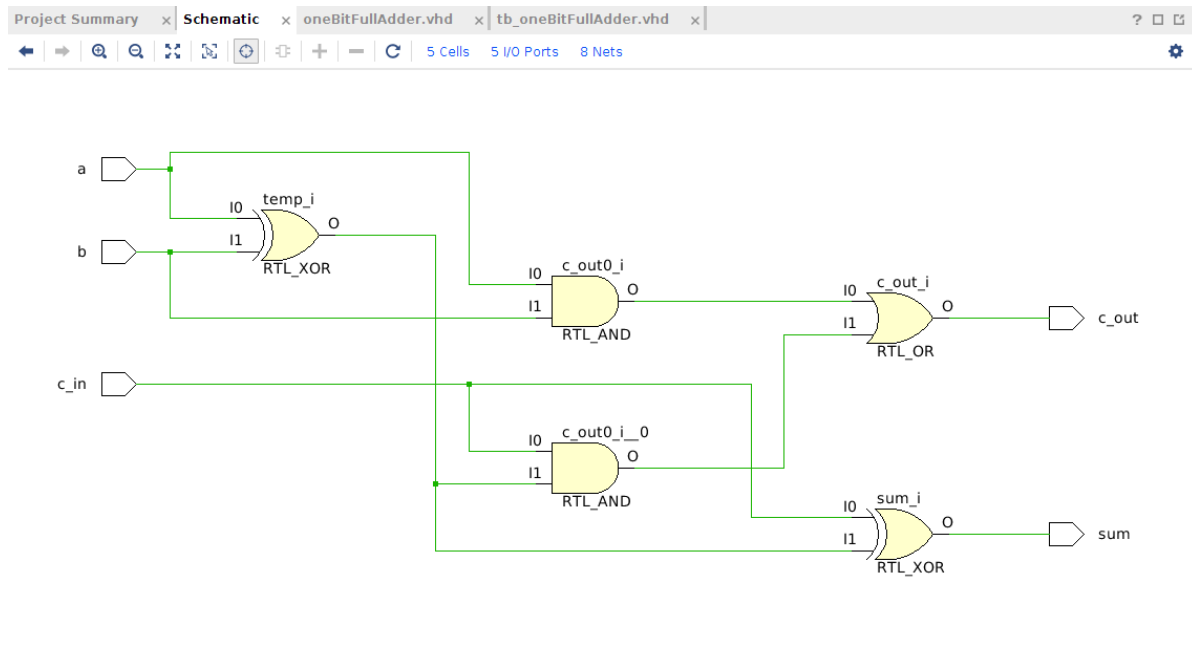 Project Summary × Schematic × oneBitFullAdder.vhd × tb_oneBitFullAdder.vhd × ?
5 Cells 5 I/O Ports 8 Nets
a
temp_i
I0
O
I1
RTL_XOR
b
c_out0_i
I0
O
I1
RTL_AND
c_out_i
I0
O
I1
RTL_OR
c_out
c_in
c_out0_i__0
I0
O
I1
RTL_AND
sum_i
I0
O
I1
RTL_XOR
sum